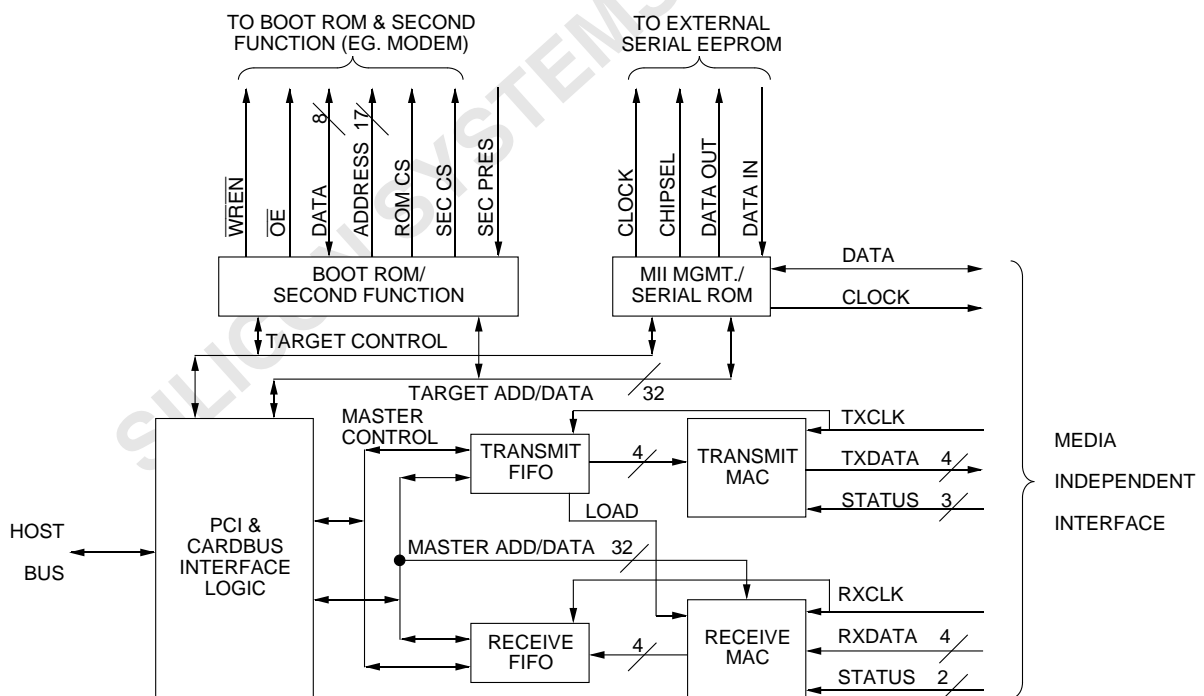 TO BOOT ROM & SECOND
FUNCTION (EG. MODEM)
TO EXTERNAL
SERIAL EEPROM
WREN
OE
DATA
8
ADDRESS
17
ROM CS
SEC CS
SEC PRES
CLOCK
CHIPSEL
DATA OUT
DATA IN
BOOT ROM/
SECOND FUNCTION
MII MGMT./
SERIAL ROM
DATA
CLOCK
TARGET CONTROL
TARGET ADD/DATA
32
MASTER
CONTROL
TRANSMIT
FIFO
4
TRANSMIT
MAC
TXCLK
TXDATA 4
STATUS 3
MEDIA
INDEPENDENT
INTERFACE
LOAD
HOST
BUS
PCI &
CARDBUS
INTERFACE
LOGIC
MASTER ADD/DATA 32
RECEIVE
FIFO
4
RECEIVE
MAC
RXCLK
RXDATA 4
STATUS 2
SILICON SYSTEMS